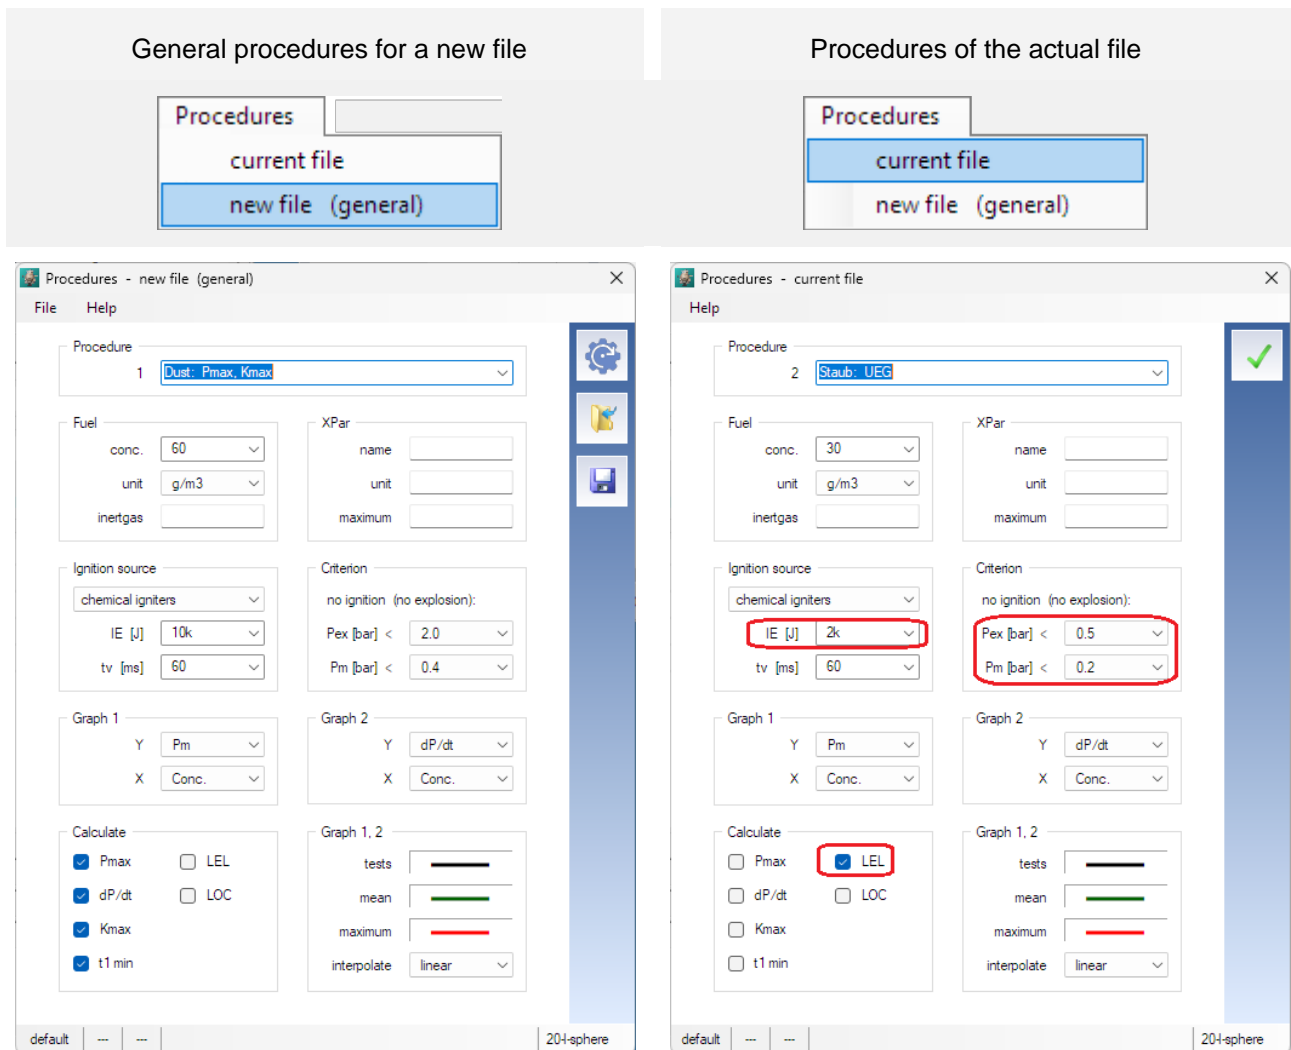 General procedures for a new file
Procedures
current file
new file (general)
Procedures - new file (general)
File Help
Procedure
1 Dust: Pmax, Kmax
Fuel
conc. 60
unit g/m3
inertgas
XPar
name
unit
maximum
Ignition source
chemical igniters
IE [J] 10k
tv [ms] 60
Criterion
no ignition (no explosion):
Pex [bar] < 2.0
Pm [bar] < 0.4
Graph 1
Y Pm
X Conc.
Graph 2
Y dP/dt
X Conc.
Calculate
Pmax LEL
dP/dt LOC
Kmax
t1 min
Graph 1, 2
tests
mean
maximum
interpolate linear
default --- --- 20-l-sphere
Procedures of the actual file
Procedures
current file
new file (general)
Procedures - current file
Help
Procedure
2 Staub: UEG
Fuel
conc. 30
unit g/m3
inertgas
XPar
name
unit
maximum
Ignition source
chemical igniters
IE [J] 2k
tv [ms] 60
Criterion
no ignition (no explosion):
Pex [bar] < 0.5
Pm [bar] < 0.2
Graph 1
Y Pm
X Conc.
Graph 2
Y dP/dt
X Conc.
Calculate
Pmax LEL
dP/dt LOC
Kmax
t1 min
Graph 1, 2
tests
mean
maximum
interpolate linear
default --- --- 20-l-sphere